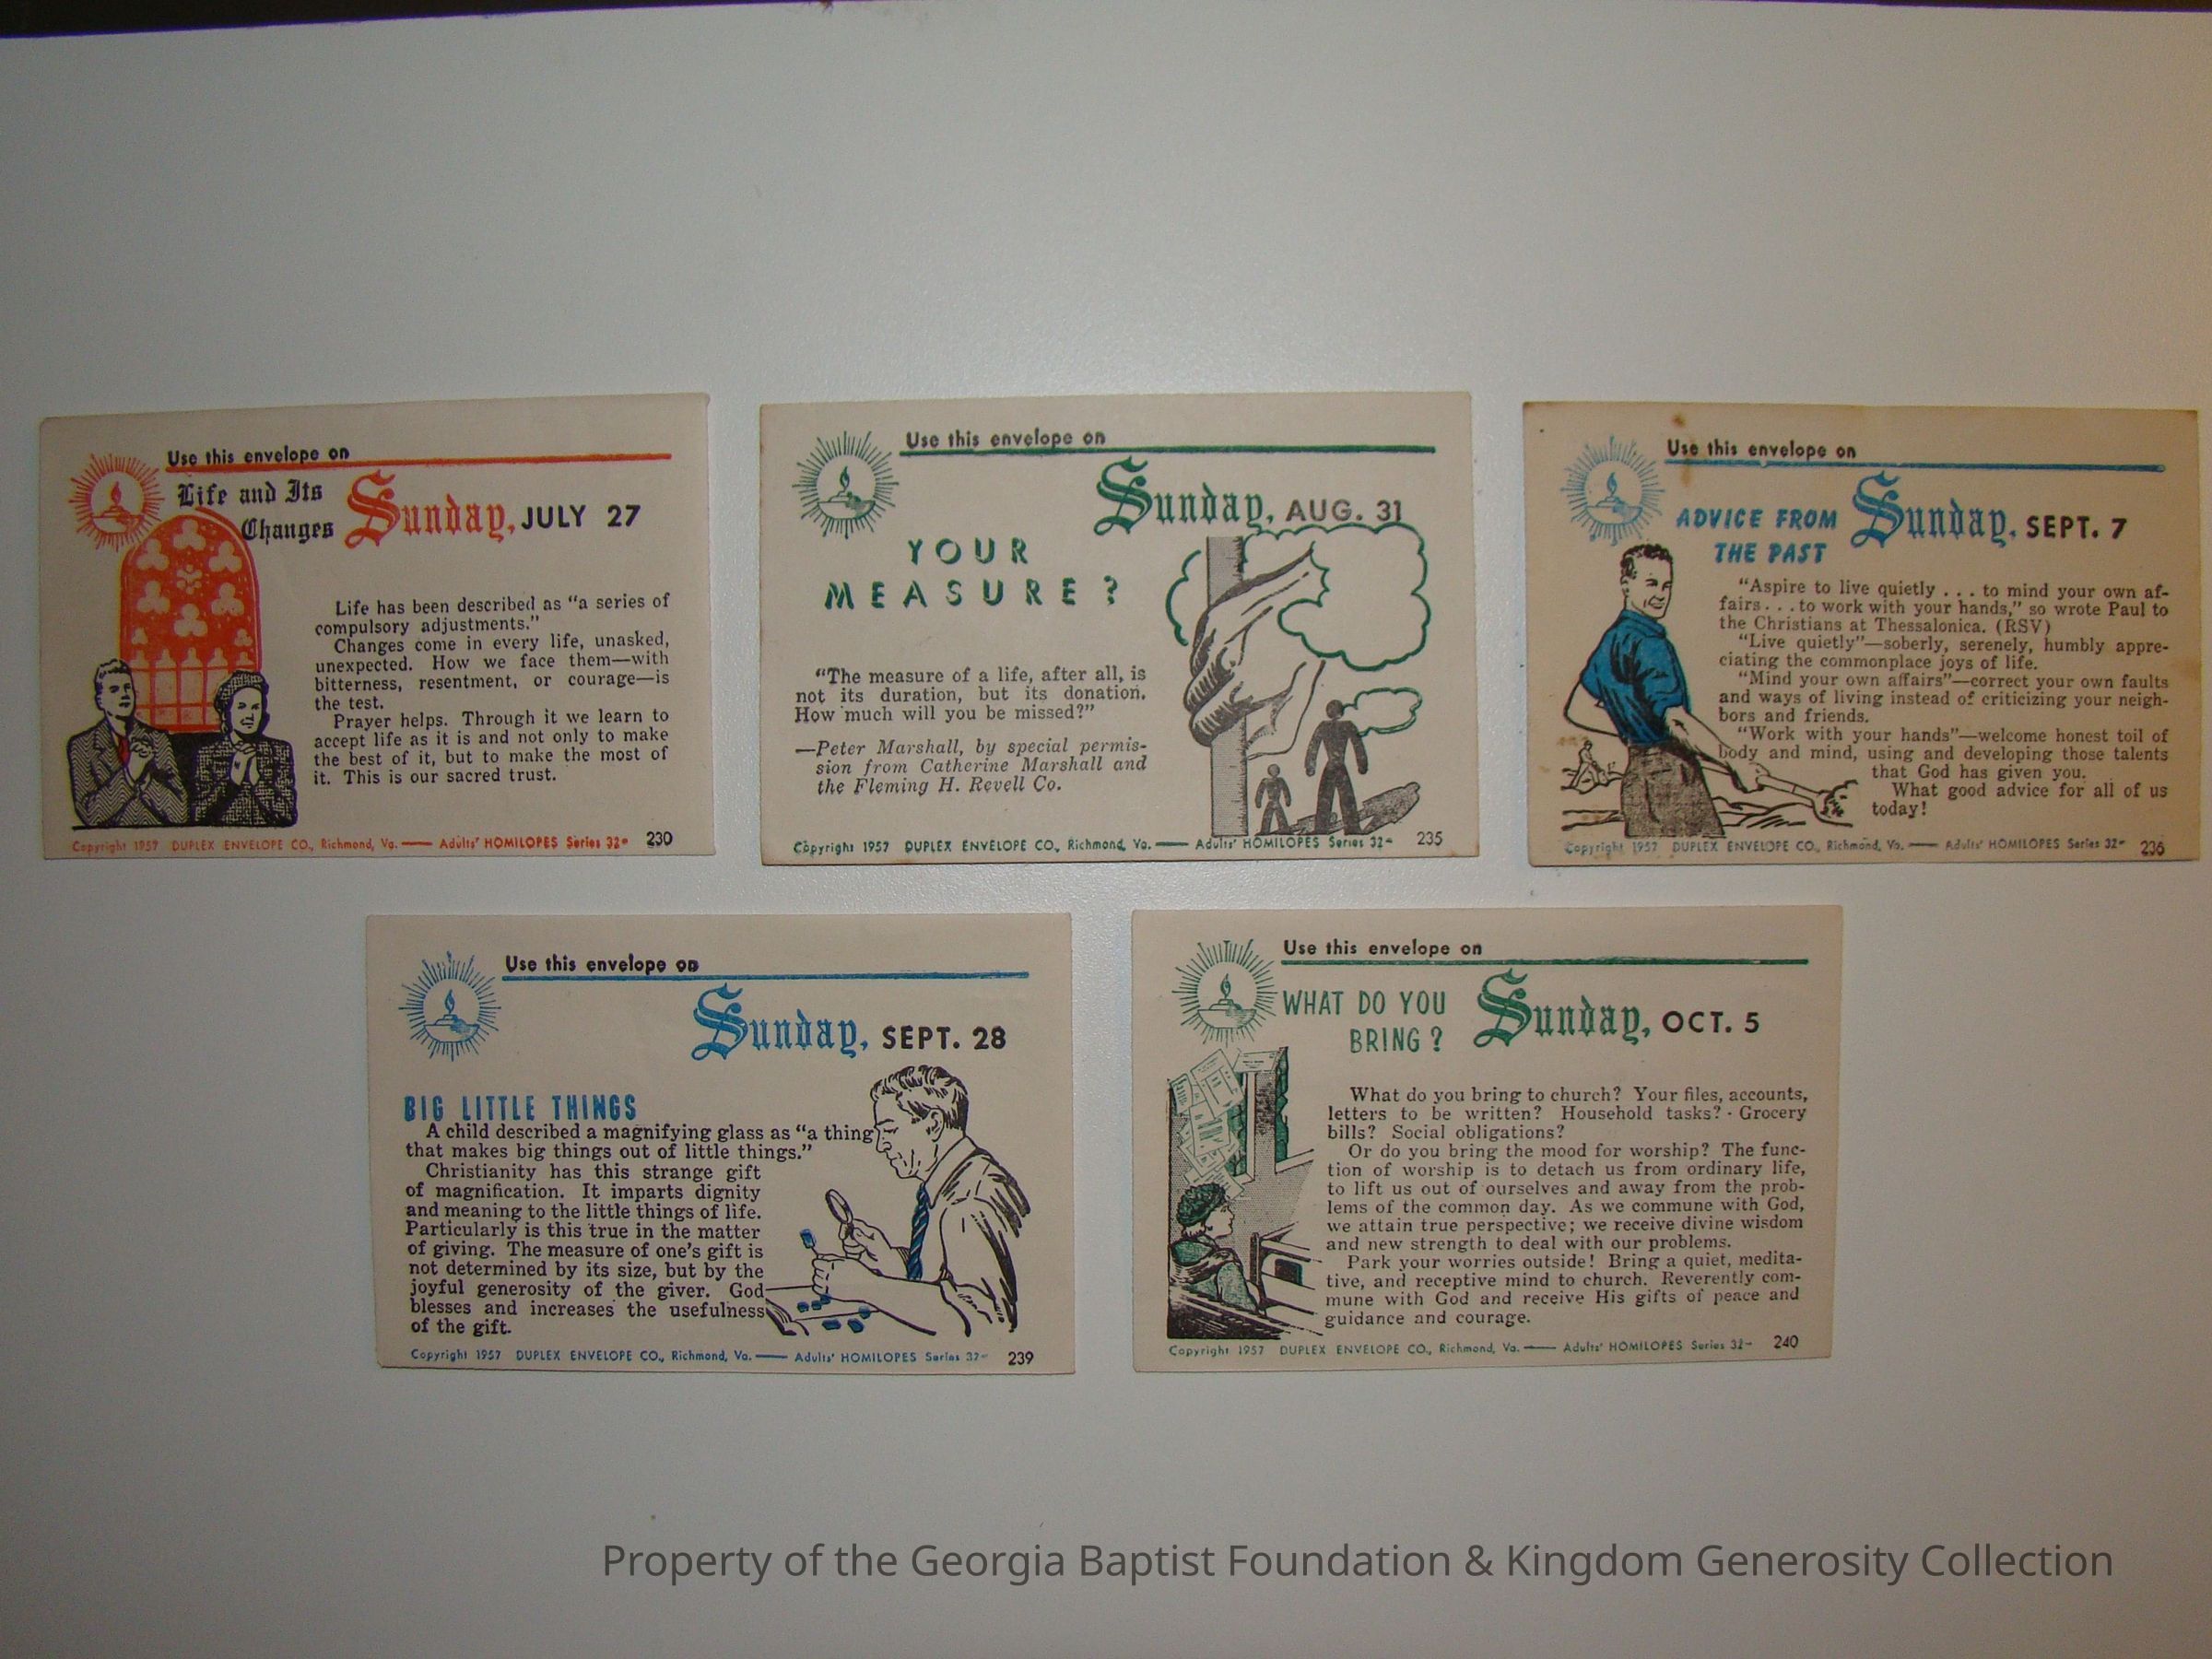 Use this envelope on
Life and Its
Changes
Sunday, JULY 27
Life has been described as “a series of
compulsory adjustments.”
Changes come in every life, unasked,
unexpected. How we face them—with
bitterness, resentment, or courage—is
the test.
Prayer helps. Through it we learn to
accept life as it is and not only to make
the best of it, but to make the most of
it. This is our sacred trust.
Copyright 1957 DUPLEX ENVELOPE CO., Richmond, Va. — Adults' HOMILOPES Series 32- 230
Use this envelope on
Sunday, AUG. 31
YOUR
MEASURE?
“The measure of a life, after all, is
not its duration, but its donation.
How much will you be missed?”
—Peter Marshall, by special permis-
sion from Catherine Marshall and
the Fleming H. Revell Co.
Copyright 1957 DUPLEX ENVELOPE CO., Richmond, Va. — Adults' HOMILOPES Series 32- 235
Use this envelope on
ADVICE FROM
THE PAST
Sunday, SEPT. 7
“Aspire to live quietly . . . to mind your own af-
fairs . . . to work with your hands,” so wrote Paul to
the Christians at Thessalonica. (RSV)
“Live quietly”—soberly, serenely, humbly appre-
ciating the commonplace joys of life.
“Mind your own affairs”—correct your own faults
and ways of living instead of criticizing your neigh-
bors and friends.
“Work with your hands”—welcome honest toil of
body and mind, using and developing those talents
that God has given you.
What good advice for all of us
today!
Copyright 1957 DUPLEX ENVELOPE CO., Richmond, Va. — Adults' HOMILOPES Series 32- 236
Use this envelope on
Sunday, SEPT. 28
BIG LITTLE THINGS
A child described a magnifying glass as “a thing
that makes big things out of little things.”
Christianity has this strange gift
of magnification. It imparts dignity
and meaning to the little things of life.
Particularly is this true in the matter
of giving. The measure of one's gift is
not determined by its size, but by the
joyful generosity of the giver. God
blesses and increases the usefulness
of the gift.
Copyright 1957 DUPLEX ENVELOPE CO., Richmond, Va. — Adults' HOMILOPES Series 32- 239
Use this envelope on
WHAT DO YOU
BRING?
Sunday, OCT. 5
What do you bring to church? Your files, accounts,
letters to be written? Household tasks? Grocery
bills? Social obligations?
Or do you bring the mood for worship? The func-
tion of worship is to detach us from ordinary life,
to lift us out of ourselves and away from the prob-
lems of the common day. As we commune with God,
we attain true perspective; we receive divine wisdom
and new strength to deal with our problems.
Park your worries outside! Bring a quiet, medita-
tive, and receptive mind to church. Reverently com-
mune with God and receive His gifts of peace and
guidance and courage.
Copyright 1957 DUPLEX ENVELOPE CO., Richmond, Va. — Adults' HOMILOPES Series 32- 240
Property of the Georgia Baptist Foundation & Kingdom Generosity Collection